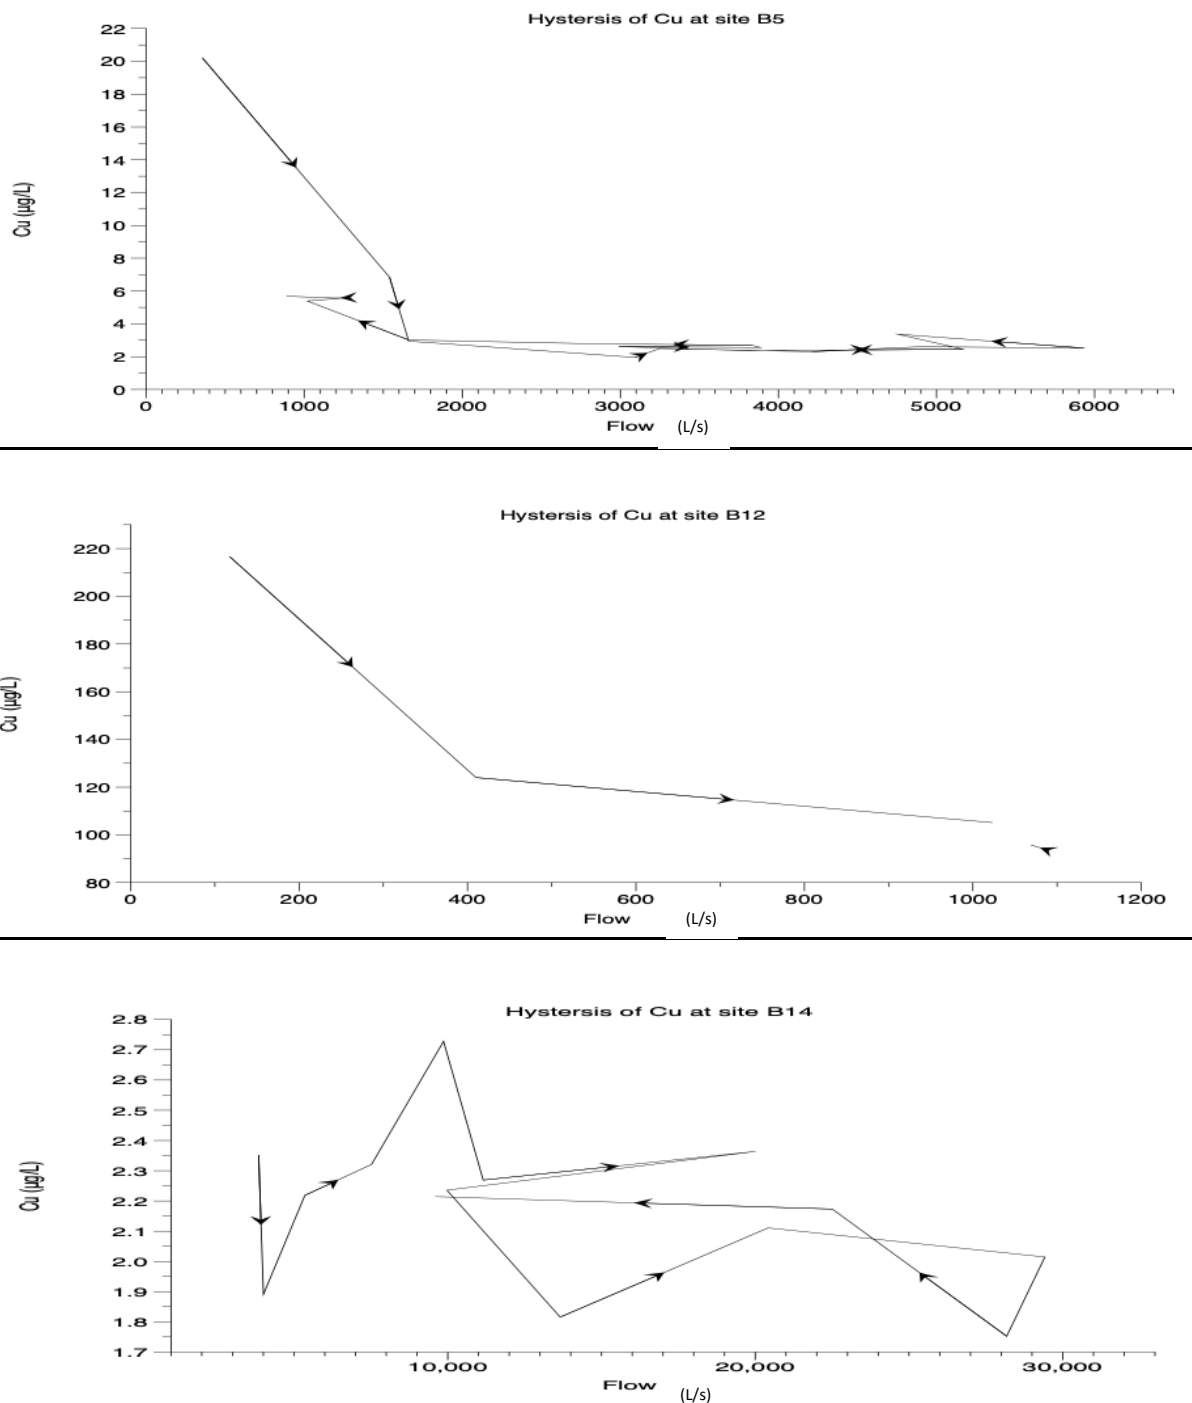 Hystersis of Cu at site B5
22
20
18
16
14
12
10
8
6
4
2
0
Cu (µg/L)
0 1000 2000 3000 4000 5000 6000
Flow (L/s)
Hystersis of Cu at site B12
220
200
180
160
140
120
100
80
Cu (µg/L)
0 200 400 600 800 1000 1200
Flow (L/s)
Hystersis of Cu at site B14
2.8
2.7
2.6
2.5
2.4
2.3
2.2
2.1
2.0
1.9
1.8
1.7
Cu (µg/L)
10,000 20,000 30,000
Flow (L/s)